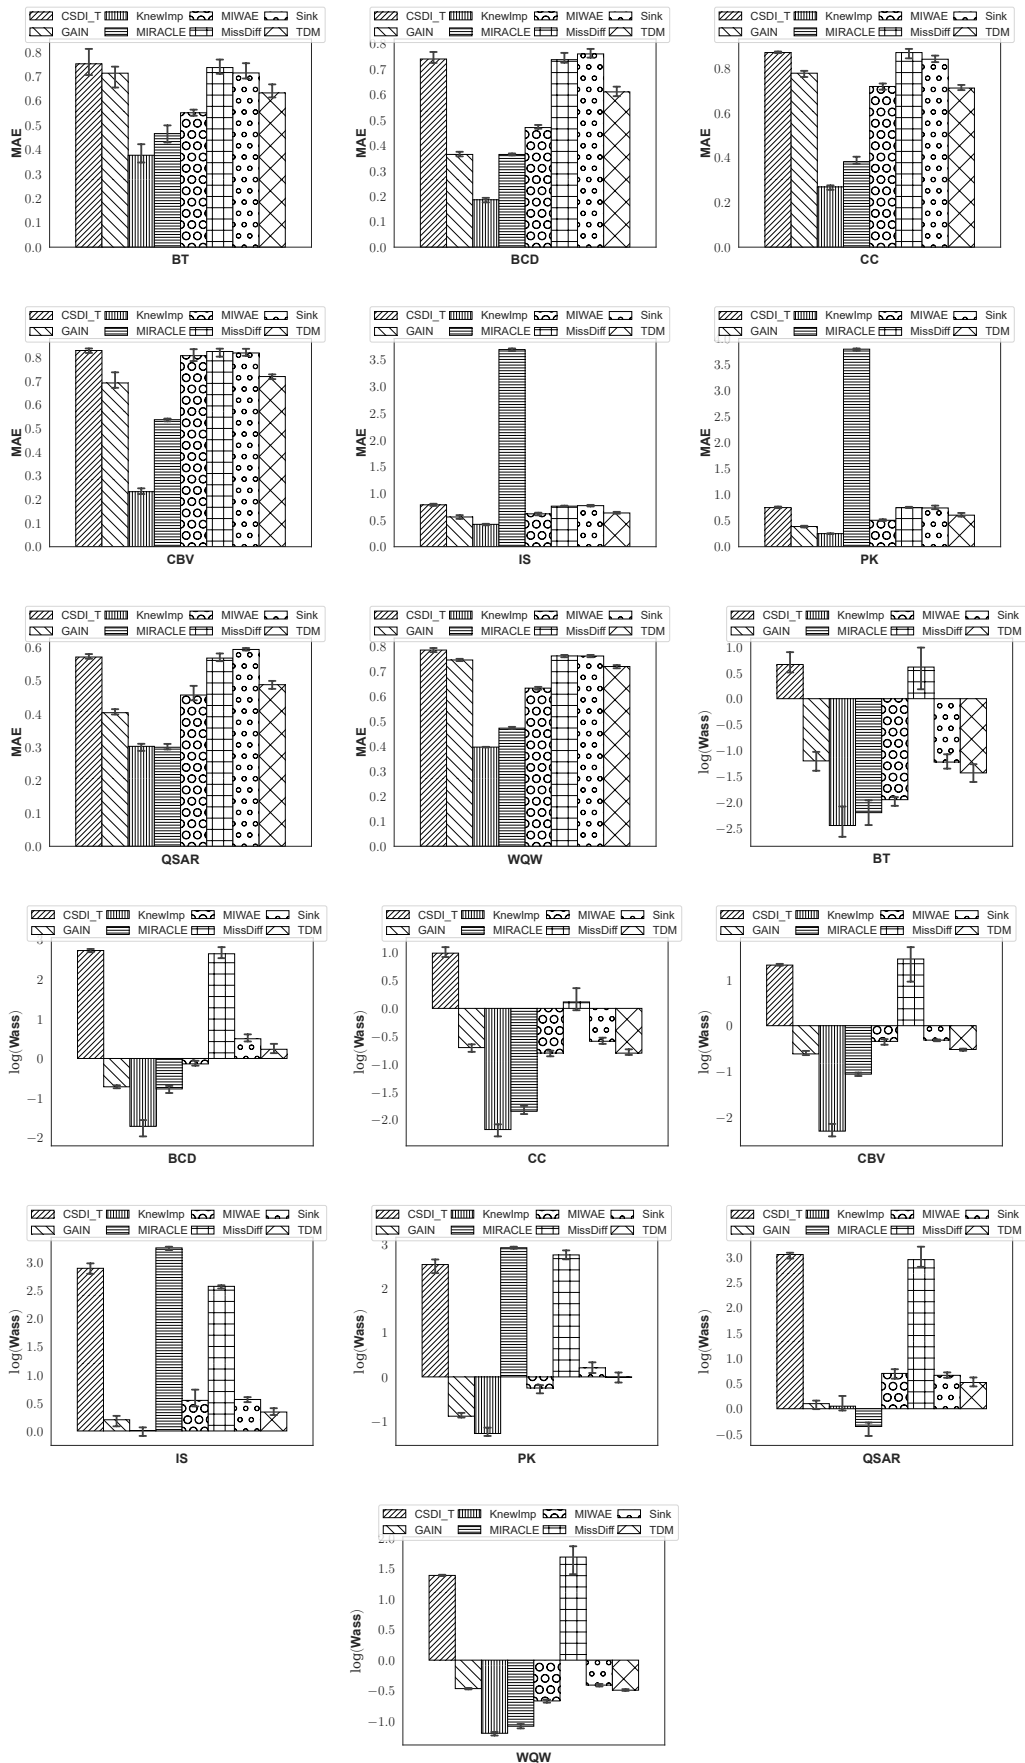 CSDI_T KnewImp MIWAE Sink
GAIN MIRACLE MissDiff TDM
MAE
0.8
0.7
0.6
0.5
0.4
0.3
0.2
0.1
0.0
BT
CSDI_T KnewImp MIWAE Sink
GAIN MIRACLE MissDiff TDM
MAE
0.8
0.7
0.6
0.5
0.4
0.3
0.2
0.1
0.0
BCD
CSDI_T KnewImp MIWAE Sink
GAIN MIRACLE MissDiff TDM
MAE
0.8
0.6
0.4
0.2
0.0
CC
CSDI_T KnewImp MIWAE Sink
GAIN MIRACLE MissDiff TDM
MAE
0.8
0.7
0.6
0.5
0.4
0.3
0.2
0.1
0.0
CBV
CSDI_T KnewImp MIWAE Sink
GAIN MIRACLE MissDiff TDM
MAE
3.5
3.0
2.5
2.0
1.5
1.0
0.5
0.0
IS
CSDI_T KnewImp MIWAE Sink
GAIN MIRACLE MissDiff TDM
MAE
3.5
3.0
2.5
2.0
1.5
1.0
0.5
0.0
PK
CSDI_T KnewImp MIWAE Sink
GAIN MIRACLE MissDiff TDM
MAE
0.6
0.5
0.4
0.3
0.2
0.1
0.0
QSAR
CSDI_T KnewImp MIWAE Sink
GAIN MIRACLE MissDiff TDM
MAE
0.8
0.7
0.6
0.5
0.4
0.3
0.2
0.1
0.0
WQW
CSDI_T KnewImp MIWAE Sink
GAIN MIRACLE MissDiff TDM
log(Wass)
1.0
0.5
0.0
−0.5
−1.0
−1.5
−2.0
−2.5
BT
CSDI_T KnewImp MIWAE Sink
GAIN MIRACLE MissDiff TDM
log(Wass)
3
2
1
0
−1
−2
BCD
CSDI_T KnewImp MIWAE Sink
GAIN MIRACLE MissDiff TDM
log(Wass)
1.0
0.5
0.0
−0.5
−1.0
−1.5
−2.0
CC
CSDI_T KnewImp MIWAE Sink
GAIN MIRACLE MissDiff TDM
log(Wass)
1
0
−1
−2
CBV
CSDI_T KnewImp MIWAE Sink
GAIN MIRACLE MissDiff TDM
log(Wass)
3.0
2.5
2.0
1.5
1.0
0.5
0.0
IS
CSDI_T KnewImp MIWAE Sink
GAIN MIRACLE MissDiff TDM
log(Wass)
3
2
1
0
−1
PK
CSDI_T KnewImp MIWAE Sink
GAIN MIRACLE MissDiff TDM
log(Wass)
3.0
2.5
2.0
1.5
1.0
0.5
0.0
−0.5
QSAR
CSDI_T KnewImp MIWAE Sink
GAIN MIRACLE MissDiff TDM
log(Wass)
2.0
1.5
1.0
0.5
0.0
−0.5
−1.0
WQW